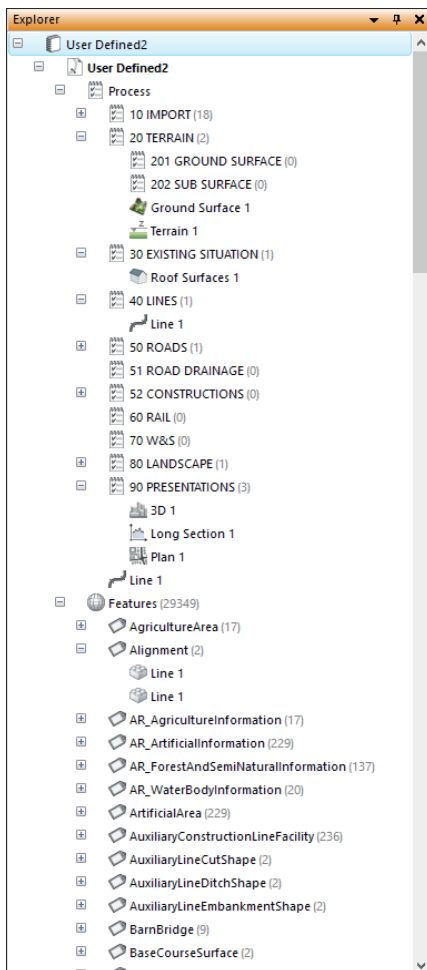 Explorer
User Defined2
User Defined2
Process
10 IMPORT (18)
20 TERRAIN (2)
201 GROUND SURFACE (0)
202 SUB SURFACE (0)
Ground Surface 1
Terrain 1
30 EXISTING SITUATION (1)
Roof Surfaces 1
40 LINES (1)
Line 1
50 ROADS (1)
51 ROAD DRAINAGE (0)
52 CONSTRUCTIONS (0)
60 RAIL (0)
70 W&S (0)
80 LANDSCAPE (1)
90 PRESENTATIONS (3)
3D 1
Long Section 1
Plan 1
Line 1
Features (29349)
AgricultureArea (17)
Alignment (2)
Line 1
Line 1
AR_AgricultureInformation (17)
AR_ArtificialInformation (229)
AR_ForestAndSemiNaturalInformation (137)
AR_WaterBodyInformation (20)
ArtificialArea (229)
AuxiliaryConstructionLineFacility (236)
AuxiliaryLineCutShape (2)
AuxiliaryLineDitchShape (2)
AuxiliaryLineEmbankmentShape (2)
BarnBridge (9)
BaseCourseSurface (2)